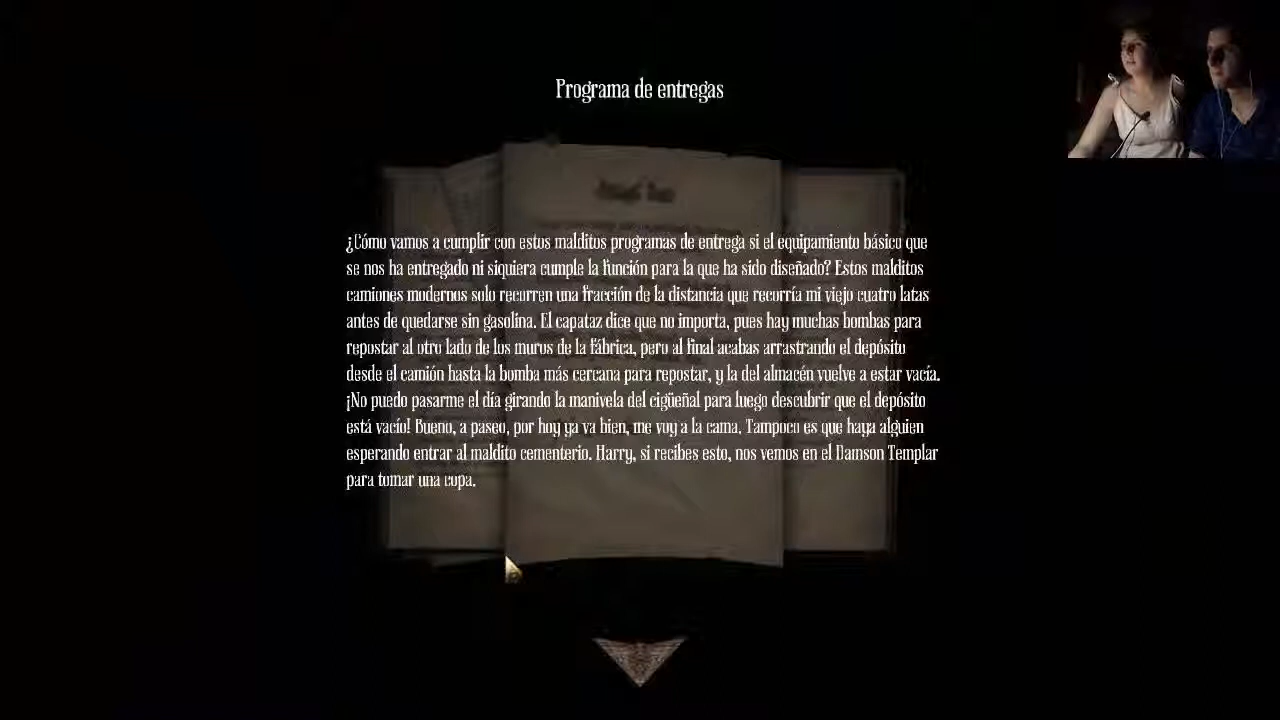 Programa de entregas
¿Cómo vamos a cumplir con estos malditos programas de entrega si el equipamiento básico que
se nos ha entregado ni siquiera cumple la función para la que ha sido diseñado? Estos malditos
camiones modernos solo recorren una fracción de la distancia que recorría mi viejo cuatro latas
antes de quedarse sin gasolina. El capataz dice que no importa, pues hay muchas bombas para
repostar al otro lado de los muros de la fábrica, pero al final acabas arrastrando el depósito
desde el camión hasta la bomba más cercana para repostar, y la del almacén vuelve a estar vacía.
¡No puedo pasarme el día girando la manivela del cigüeñal para luego descubrir que el depósito
está vacío! Bueno, a paseo, por hoy ya va bien, me voy a la cama. Tampoco es que haya alguien
esperando entrar al maldito cementerio. Harry, si recibes esto, nos vemos en el Damson Templar
para tomar una copa.